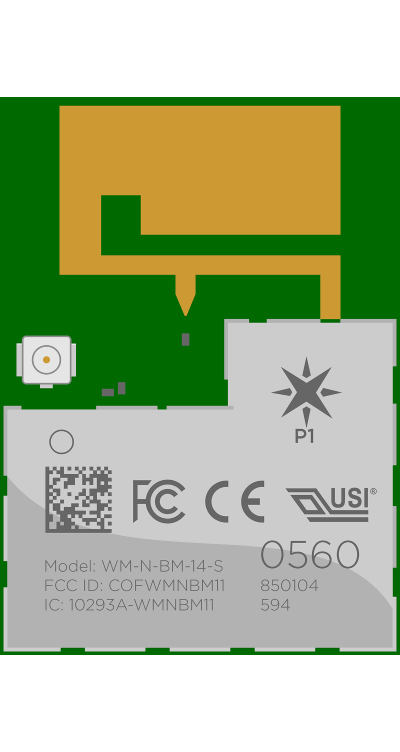 P1
FC CE USI®
0560
Model: WM-N-BM-14-S
FCC ID: COFWMNBM11 850104
IC: 10293A-WMNBM11 594